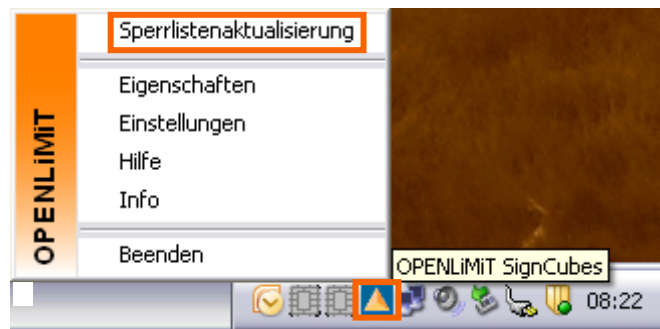 Sperrlistenaktualisierung
Eigenschaften
Einstellungen
Hilfe
Info
Beenden
OPENLiMiT
OPENLiMiT SignCubes
08:22